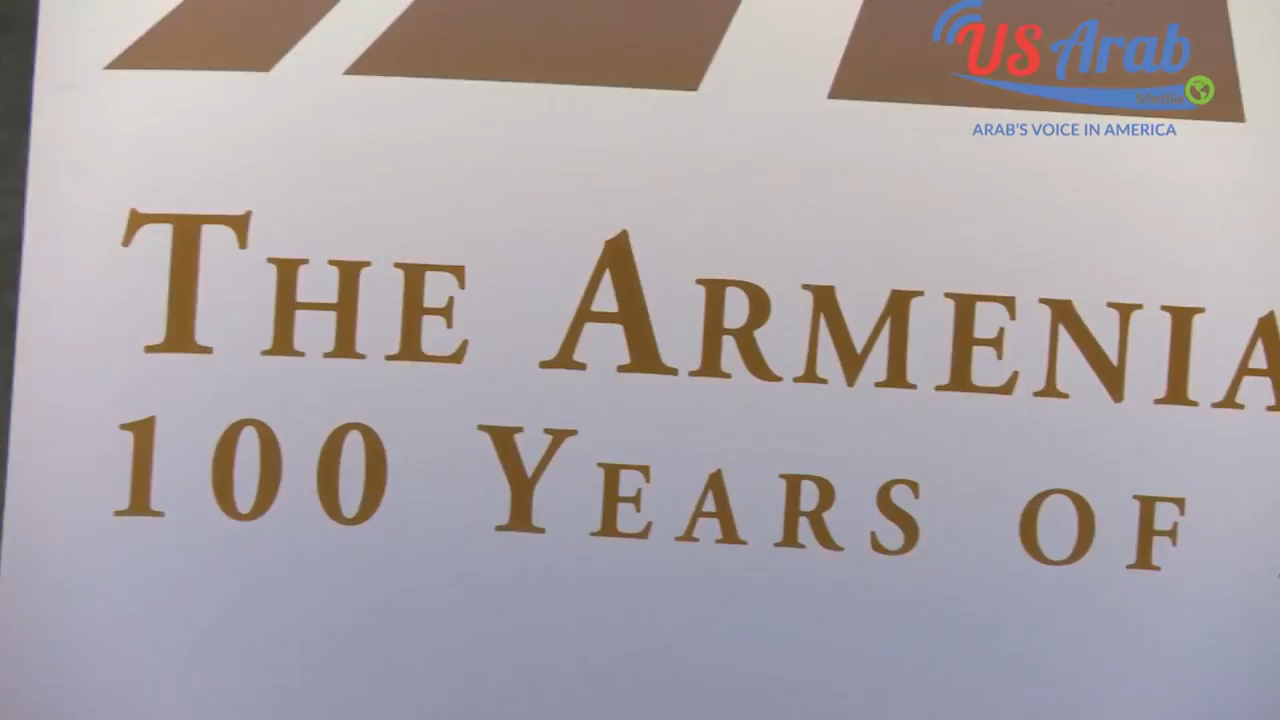 US Arab
Media
ARAB'S VOICE IN AMERICA
THE ARMENIA
100 YEARS OF